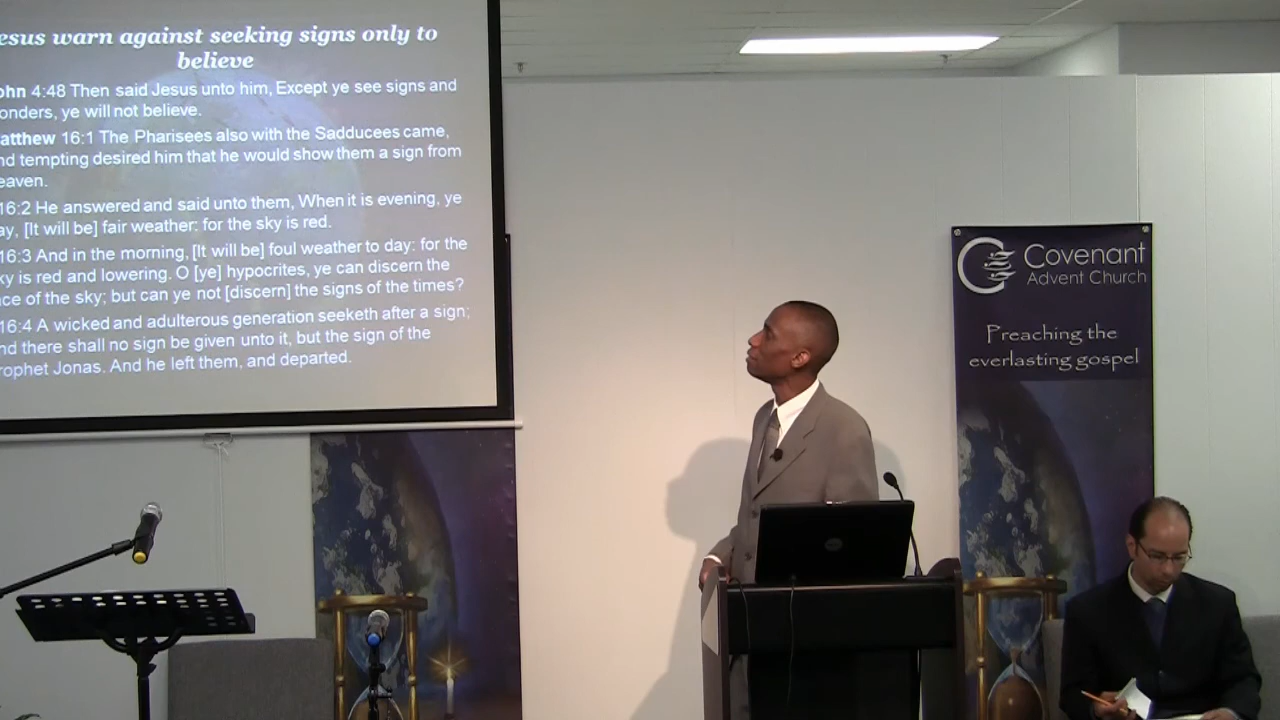 esus warn against seeking signs only to
believe
ohn 4:48 Then said Jesus unto him, Except ye see signs and
onders, ye will not believe.
atthew 16:1 The Pharisees also with the Sadducees came,
nd tempting desired him that he would show them a sign from
eaven.
16:2 He answered and said unto them, When it is evening, ye
ay, [It will be] fair weather: for the sky is red.
16:3 And in the morning, [It will be] foul weather to day: for the
ky is red and lowering. O [ye] hypocrites, ye can discern the
ce of the sky; but can ye not [discern] the signs of the times?
16:4 A wicked and adulterous generation seeketh after a sign;
nd there shall no sign be given unto it, but the sign of the
rophet Jonas. And he left them, and departed.
Covenant
Advent Church
Preaching the
everlasting gospel